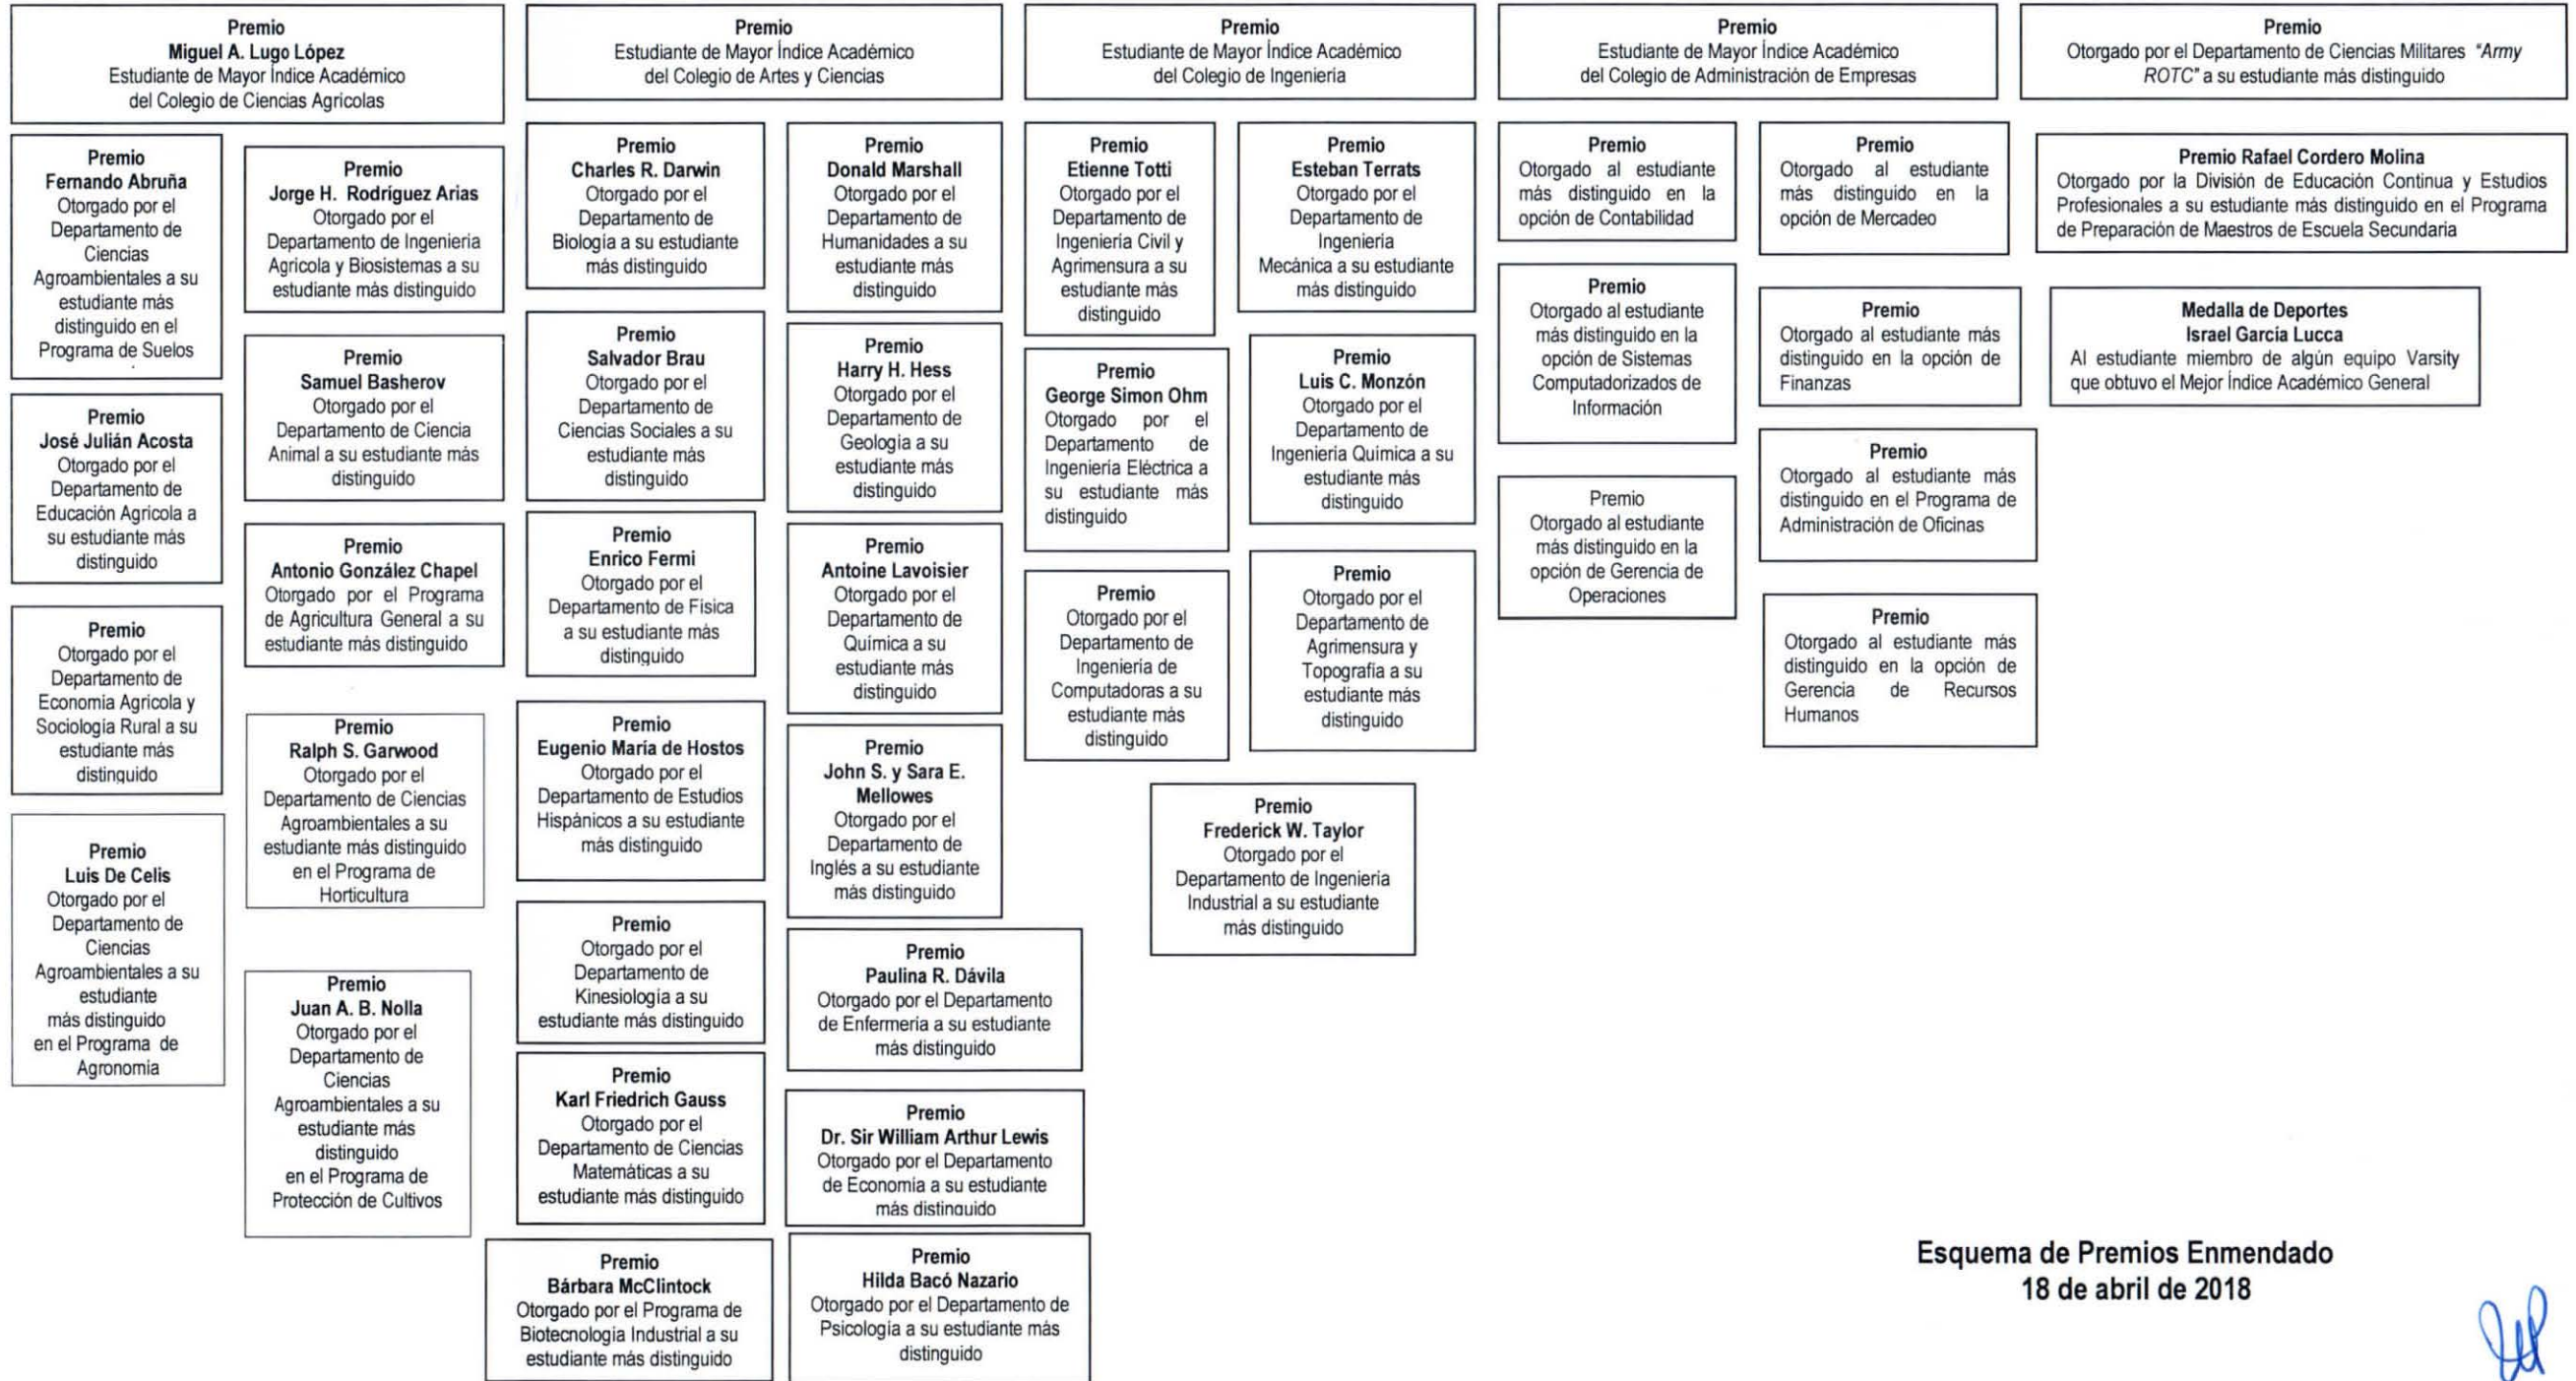 Premio
Miguel A. Lugo López
Estudiante de Mayor Índice Académico
del Colegio de Ciencias Agrícolas
Premio
Estudiante de Mayor Índice Académico
del Colegio de Artes y Ciencias
Premio
Estudiante de Mayor Índice Académico
del Colegio de Ingeniería
Premio
Estudiante de Mayor Índice Académico
del Colegio de Administración de Empresas
Premio
Otorgado por el Departamento de Ciencias Militares "Army
ROTC" a su estudiante más distinguido
Premio
Fernando Abruña
Otorgado por el
Departamento de
Ciencias
Agroambientales a su
estudiante más
distinguido en el
Programa de Suelos
Premio
José Julián Acosta
Otorgado por el
Departamento de
Educación Agrícola a
su estudiante más
distinguido
Premio
Otorgado por el
Departamento de
Economía Agrícola y
Sociología Rural a su
estudiante más
distinguido
Premio
Luis De Celis
Otorgado por el
Departamento de
Ciencias
Agroambientales a su
estudiante
más distinguido
en el Programa de
Agronomía
Premio
Jorge H. Rodríguez Arias
Otorgado por el
Departamento de Ingeniería
Agrícola y Biosistemas a su
estudiante más distinguido
Premio
Samuel Basherov
Otorgado por el
Departamento de Ciencia
Animal a su estudiante más
distinguido
Premio
Antonio González Chapel
Otorgado por el Programa
de Agricultura General a su
estudiante más distinguido
Premio
Ralph S. Garwood
Otorgado por el
Departamento de Ciencias
Agroambientales a su
estudiante más distinguido
en el Programa de
Horticultura
Premio
Juan A. B. Nolla
Otorgado por el
Departamento de
Ciencias
Agroambientales a su
estudiante más
distinguido
en el Programa de
Protección de Cultivos
Premio
Charles R. Darwin
Otorgado por el
Departamento de
Biología a su estudiante
más distinguido
Premio
Salvador Brau
Otorgado por el
Departamento de
Ciencias Sociales a su
estudiante más
distinguido
Premio
Enrico Fermi
Otorgado por el
Departamento de Física
a su estudiante más
distinguido
Premio
Eugenio María de Hostos
Otorgado por el
Departamento de Estudios
Hispánicos a su estudiante
más distinguido
Premio
Otorgado por el
Departamento de
Kinesiología a su
estudiante más distinguido
Premio
Karl Friedrich Gauss
Otorgado por el
Departamento de Ciencias
Matemáticas a su
estudiante más distinguido
Premio
Bárbara McClintock
Otorgado por el Programa de
Biotecnología Industrial a su
estudiante más distinguido
Premio
Donald Marshall
Otorgado por el
Departamento de
Humanidades a su
estudiante más
distinguido
Premio
Harry H. Hess
Otorgado por el
Departamento de
Geología a su
estudiante más
distinguido
Premio
Antoine Lavoisier
Otorgado por el
Departamento de
Química a su
estudiante más
distinguido
Premio
John S. y Sara E.
Mellowes
Otorgado por el
Departamento de
Inglés a su estudiante
más distinguido
Premio
Paulina R. Dávila
Otorgado por el Departamento
de Enfermería a su estudiante
más distinguido
Premio
Dr. Sir William Arthur Lewis
Otorgado por el Departamento
de Economía a su estudiante
más distinguido
Premio
Hilda Bacó Nazario
Otorgado por el Departamento de
Psicología a su estudiante más
distinguido
Premio
Etienne Totti
Otorgado por el
Departamento de
Ingeniería Civil y
Agrimensura a su
estudiante más
distinguido
Premio
George Simon Ohm
Otorgado por el
Departamento de
Ingeniería Eléctrica a
su estudiante más
distinguido
Premio
Otorgado por el
Departamento de
Ingeniería de
Computadoras a su
estudiante más
distinguido
Premio
Esteban Terrats
Otorgado por el
Departamento de
Ingeniería
Mecánica a su estudiante
más distinguido
Premio
Luis C. Monzón
Otorgado por el
Departamento de
Ingeniería Química a su
estudiante más
distinguido
Premio
Otorgado por el
Departamento de
Agrimensura y
Topografía a su
estudiante más
distinguido
Premio
Frederick W. Taylor
Otorgado por el
Departamento de Ingeniería
Industrial a su estudiante
más distinguido
Premio
Otorgado al estudiante
más distinguido en la
opción de Contabilidad
Premio
Otorgado al estudiante
más distinguido en la
opción de Sistemas
Computadorizados de
Información
Premio
Otorgado al estudiante
más distinguido en la
opción de Gerencia de
Operaciones
Premio
Otorgado al estudiante
más distinguido en la
opción de Mercadeo
Premio
Otorgado al estudiante más
distinguido en la opción de
Finanzas
Premio
Otorgado al estudiante más
distinguido en el Programa de
Administración de Oficinas
Premio
Otorgado al estudiante más
distinguido en la opción de
Gerencia de Recursos
Humanos
Premio Rafael Cordero Molina
Otorgado por la División de Educación Continua y Estudios
Profesionales a su estudiante más distinguido en el Programa
de Preparación de Maestros de Escuela Secundaria
Medalla de Deportes
Israel García Lucca
Al estudiante miembro de algún equipo Varsity
que obtuvo el Mejor Índice Académico General
Esquema de Premios Enmendado
18 de abril de 2018